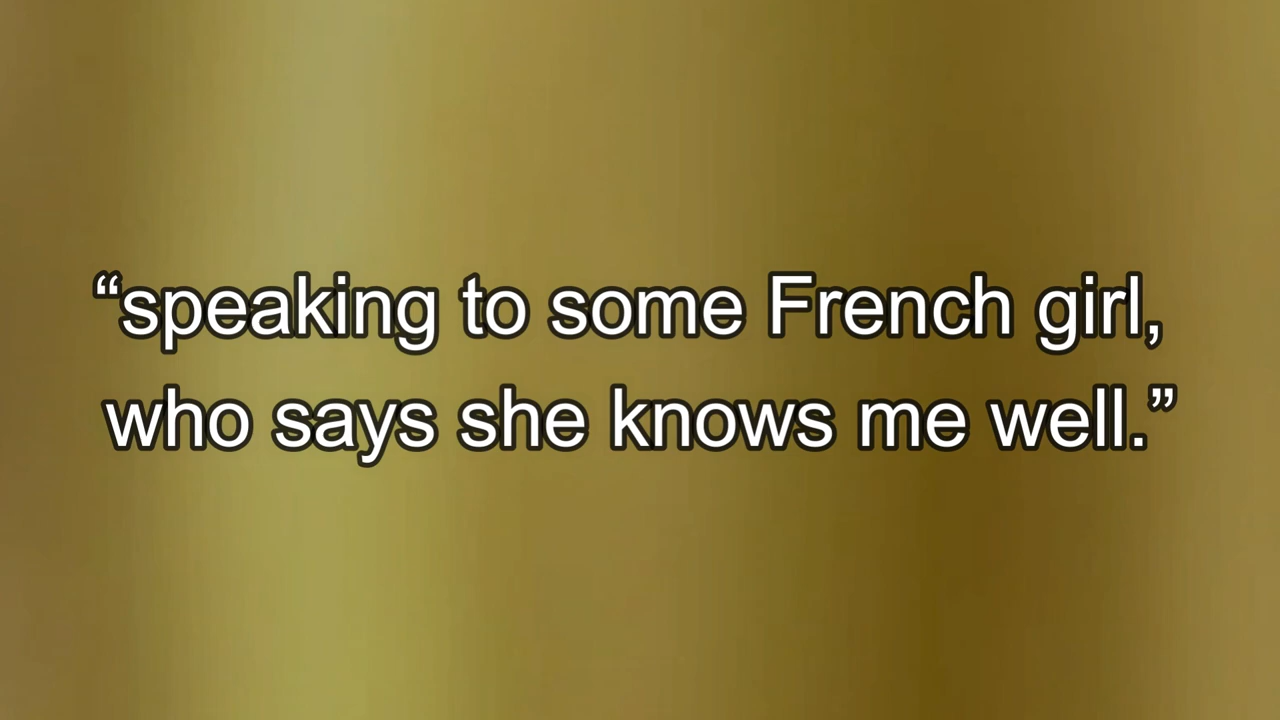 “speaking to some French girl,
who says she knows me well.”